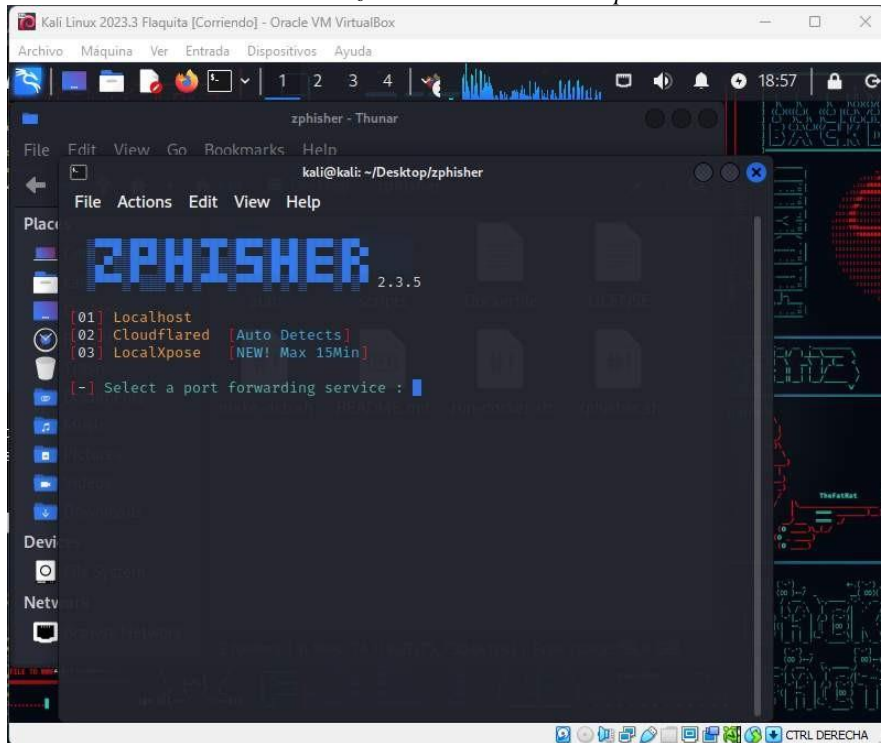 Kali Linux 2023.3 Flaquita [Corriendo] - Oracle VM VirtualBox
Archivo Máquina Ver Entrada Dispositivos Ayuda
1 2 3 4 18:57
zphisher - Thunar
File Edit View Go Bookmarks Help
kali@kali: ~/Desktop/zphisher
File Actions Edit View Help
Place
ZPHISHER 2.3.5
[01] Localhost
[02] Cloudflared [Auto Detects]
[03] LocalXpose [NEW! Max 15Min]
[-] Select a port forwarding service :
TheFatRat
Devi
Netw
CTRL DERECHA